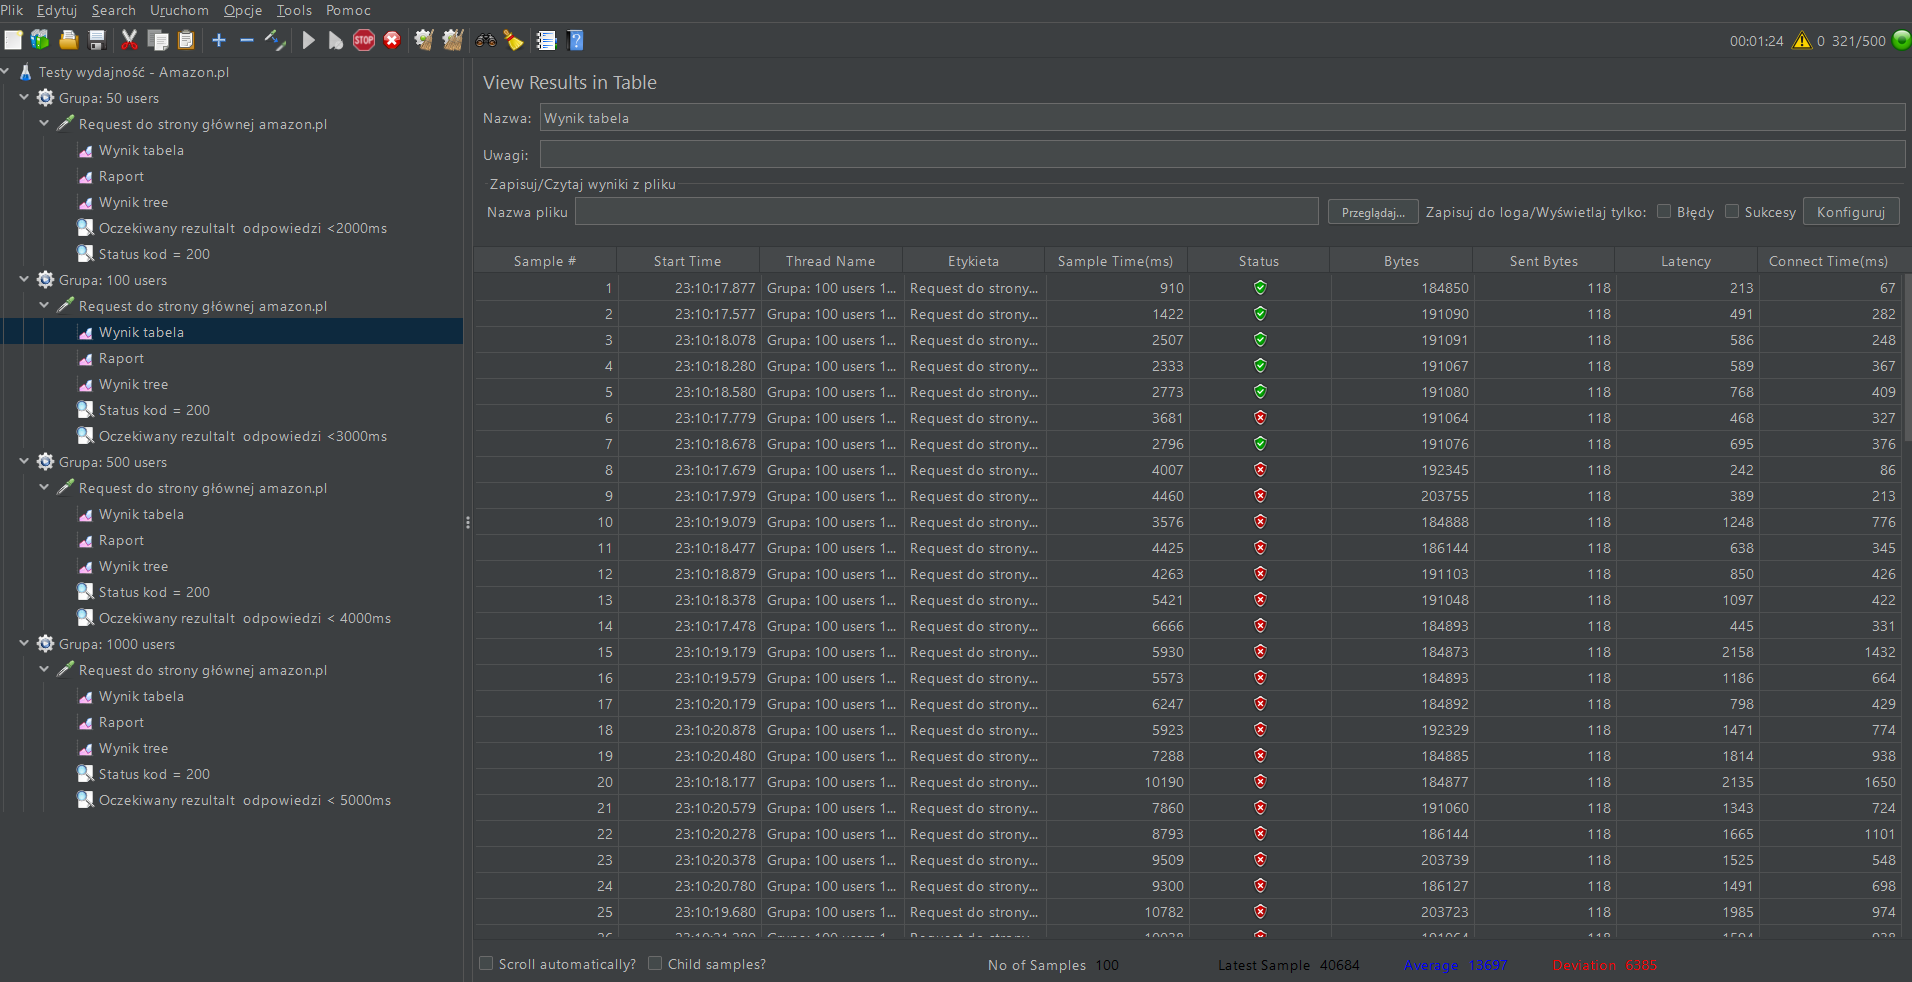 Plik Edytuj Search Uruchom Opcje Tools Pomoc
STOP
?
00:01:24 0 321/500
Testy wydajność - Amazon.pl
Grupa: 50 users
Request do strony głównej amazon.pl
Wynik tabela
Raport
Wynik tree
Oczekiwany rezultalt odpowiedzi <2000ms
Status kod = 200
Grupa: 100 users
Request do strony głównej amazon.pl
Wynik tabela
Raport
Wynik tree
Status kod = 200
Oczekiwany rezultalt odpowiedzi <3000ms
Grupa: 500 users
Request do strony głównej amazon.pl
Wynik tabela
Raport
Wynik tree
Status kod = 200
Oczekiwany rezultalt odpowiedzi < 4000ms
Grupa: 1000 users
Request do strony głównej amazon.pl
Wynik tabela
Raport
Wynik tree
Status kod = 200
Oczekiwany rezultalt odpowiedzi < 5000ms
View Results in Table
Nazwa: Wynik tabela
Uwagi:
Zapisuj/Czytaj wyniki z pliku
Nazwa pliku Przeglądaj... Zapisuj do loga/Wyświetlaj tylko: Błędy Sukcesy Konfiguruj
Sample # Start Time Thread Name Etykieta Sample Time(ms) Status Bytes Sent Bytes Latency Connect Time(ms)
1 23:10:17.877 Grupa: 100 users 1... Request do strony... 910 184850 118 213 67
2 23:10:17.577 Grupa: 100 users 1... Request do strony... 1422 191090 118 491 282
3 23:10:18.078 Grupa: 100 users 1... Request do strony... 2507 191091 118 586 248
4 23:10:18.280 Grupa: 100 users 1... Request do strony... 2333 191067 118 589 367
5 23:10:18.580 Grupa: 100 users 1... Request do strony... 2773 191080 118 768 409
6 23:10:17.779 Grupa: 100 users 1... Request do strony... 3681 191064 118 468 327
7 23:10:18.678 Grupa: 100 users 1... Request do strony... 2796 191076 118 695 376
8 23:10:17.679 Grupa: 100 users 1... Request do strony... 4007 192345 118 242 86
9 23:10:17.979 Grupa: 100 users 1... Request do strony... 4460 203755 118 389 213
10 23:10:19.079 Grupa: 100 users 1... Request do strony... 3576 184888 118 1248 776
11 23:10:18.477 Grupa: 100 users 1... Request do strony... 4425 186144 118 638 345
12 23:10:18.879 Grupa: 100 users 1... Request do strony... 4263 191103 118 850 426
13 23:10:18.378 Grupa: 100 users 1... Request do strony... 5421 191048 118 1097 422
14 23:10:17.478 Grupa: 100 users 1... Request do strony... 6666 184893 118 445 331
15 23:10:19.179 Grupa: 100 users 1... Request do strony... 5930 184873 118 2158 1432
16 23:10:19.579 Grupa: 100 users 1... Request do strony... 5573 184893 118 1186 664
17 23:10:20.179 Grupa: 100 users 1... Request do strony... 6247 184892 118 798 429
18 23:10:20.878 Grupa: 100 users 1... Request do strony... 5923 192329 118 1471 774
19 23:10:20.480 Grupa: 100 users 1... Request do strony... 7288 184885 118 1814 938
20 23:10:18.177 Grupa: 100 users 1... Request do strony... 10190 184877 118 2135 1650
21 23:10:20.579 Grupa: 100 users 1... Request do strony... 7860 191060 118 1343 724
22 23:10:20.278 Grupa: 100 users 1... Request do strony... 8793 186144 118 1665 1101
23 23:10:20.378 Grupa: 100 users 1... Request do strony... 9509 203739 118 1525 548
24 23:10:20.780 Grupa: 100 users 1... Request do strony... 9300 186127 118 1491 698
25 23:10:19.680 Grupa: 100 users 1... Request do strony... 10782 203723 118 1985 974
Scroll automatically? Child samples? No of Samples 100 Latest Sample 40684 Average 13697 Deviation 6385